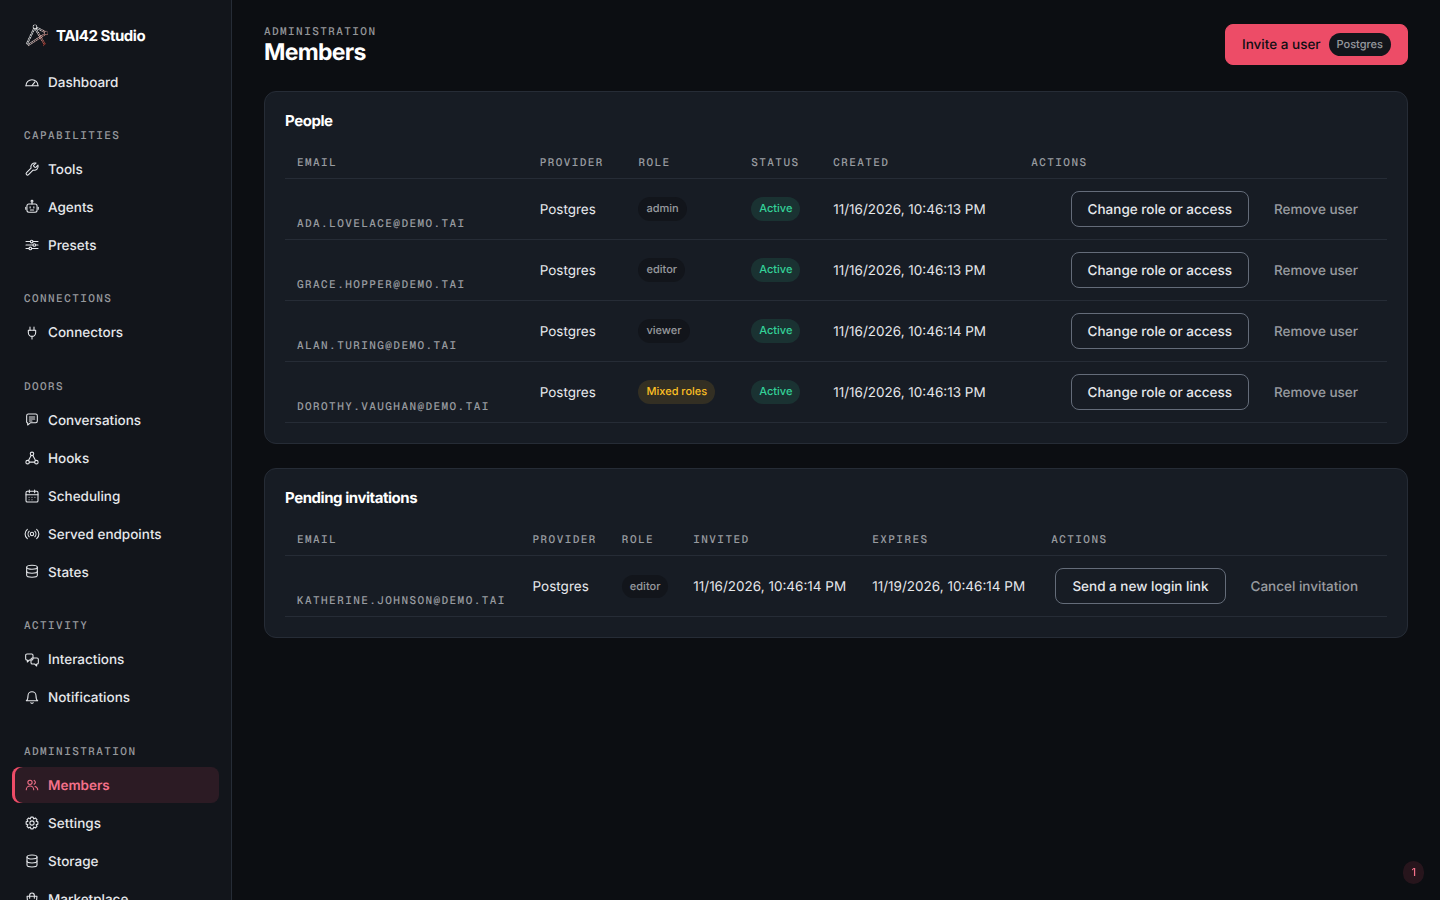 TAI42 Studio
Dashboard
CAPABILITIES
Tools
Agents
Presets
CONNECTIONS
Connectors
DOORS
Conversations
Hooks
Scheduling
Served endpoints
States
ACTIVITY
Interactions
Notifications
ADMINISTRATION
Members
Settings
Storage
Marketplace
ADMINISTRATION
Members
Invite a user Postgres
People
EMAIL PROVIDER ROLE STATUS CREATED ACTIONS
ADA.LOVELACE@DEMO.TAI Postgres admin Active 11/16/2026, 10:46:13 PM Change role or access Remove user
GRACE.HOPPER@DEMO.TAI Postgres editor Active 11/16/2026, 10:46:13 PM Change role or access Remove user
ALAN.TURING@DEMO.TAI Postgres viewer Active 11/16/2026, 10:46:14 PM Change role or access Remove user
DOROTHY.VAUGHAN@DEMO.TAI Postgres Mixed roles Active 11/16/2026, 10:46:13 PM Change role or access Remove user
Pending invitations
EMAIL PROVIDER ROLE INVITED EXPIRES ACTIONS
KATHERINE.JOHNSON@DEMO.TAI Postgres editor 11/16/2026, 10:46:14 PM 11/19/2026, 10:46:14 PM Send a new login link Cancel invitation
1